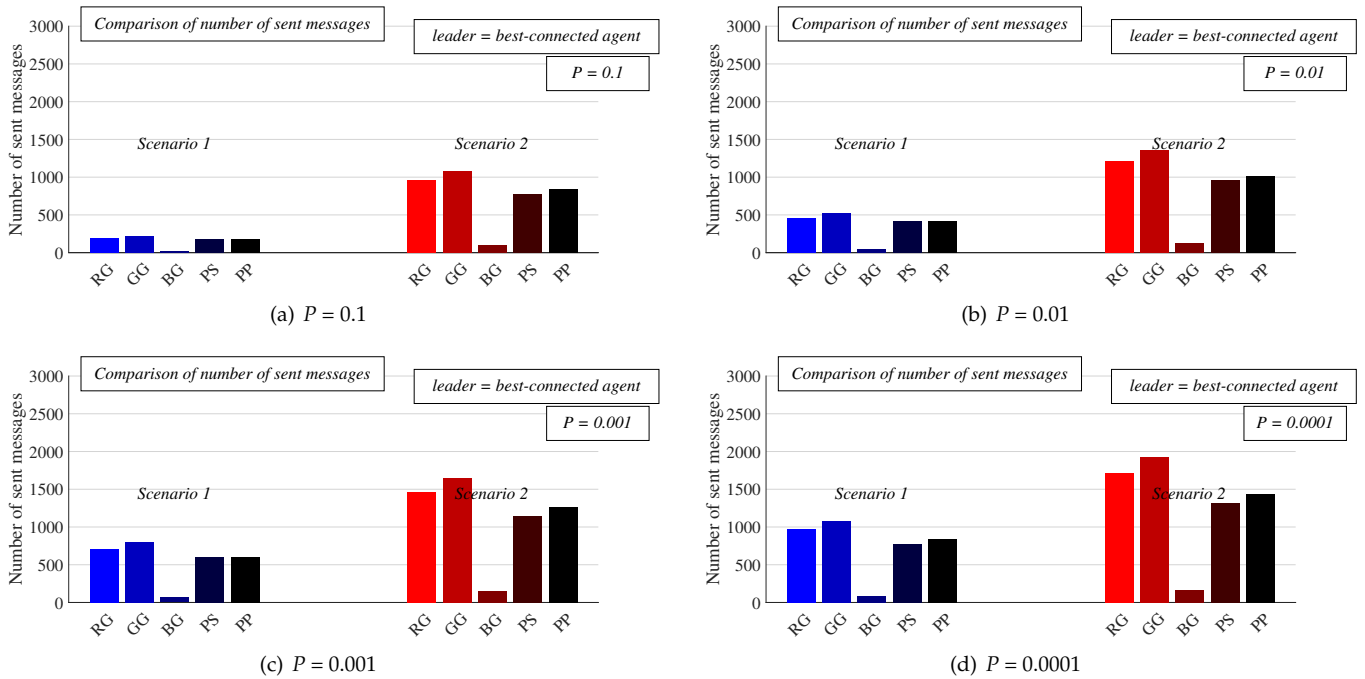 Comparison of number of sent messages
leader = best-connected agent
P = 0.1
Number of sent messages
3000
2500
2000
1500
1000
500
0
Scenario 1
Scenario 2
RG GG BG PS PP RG GG BG PS PP
(a) P = 0.1
Comparison of number of sent messages
leader = best-connected agent
P = 0.01
Number of sent messages
3000
2500
2000
1500
1000
500
0
Scenario 1
Scenario 2
RG GG BG PS PP RG GG BG PS PP
(b) P = 0.01
Comparison of number of sent messages
leader = best-connected agent
P = 0.001
Number of sent messages
3000
2500
2000
1500
1000
500
0
Scenario 1
Scenario 2
RG GG BG PS PP RG GG BG PS PP
(c) P = 0.001
Comparison of number of sent messages
leader = best-connected agent
P = 0.0001
Number of sent messages
3000
2500
2000
1500
1000
500
0
Scenario 1
Scenario 2
RG GG BG PS PP RG GG BG PS PP
(d) P = 0.0001